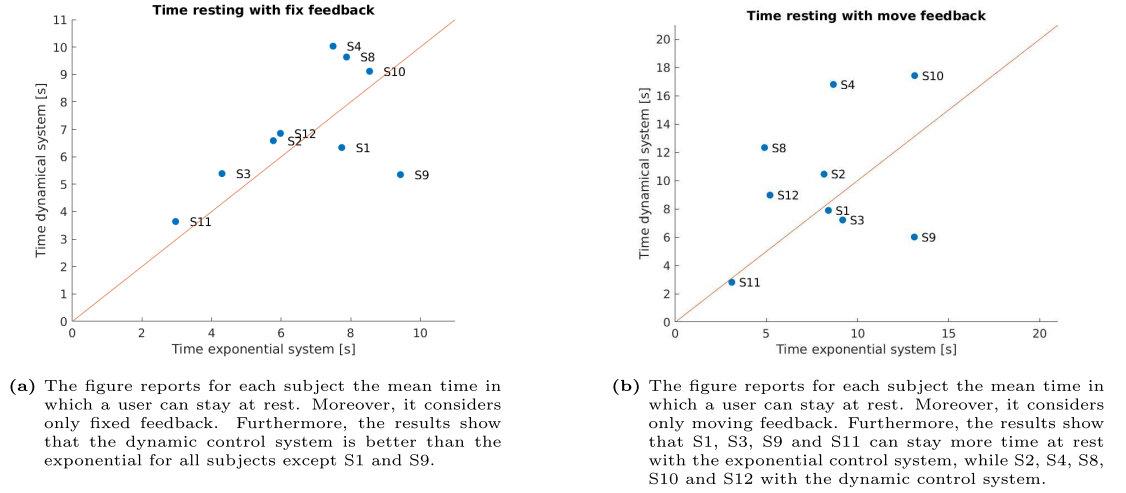 Time resting with fix feedback
11
10
9
8
7
6
5
4
3
2
1
0
Time dynamical system [s]
S4
S8
S10
S12
S2
S1
S3
S9
S11
0 2 4 6 8 10
Time exponential system [s]
(a) The figure reports for each subject the mean time in
which a user can stay at rest. Moreover, it considers
only fixed feedback. Furthermore, the results show
that the dynamic control system is better than the
exponential for all subjects except S1 and S9.
Time resting with move feedback
20
18
16
14
12
10
8
6
4
2
0
Time dynamical system [s]
S10
S4
S8
S2
S12
S1
S3
S9
S11
0 5 10 15 20
Time exponential system [s]
(b) The figure reports for each subject the mean time in
which a user can stay at rest. Moreover, it considers
only moving feedback. Furthermore, the results show
that S1, S3, S9 and S11 can stay more time at rest
with the exponential control system, while S2, S4, S8,
S10 and S12 with the dynamic control system.